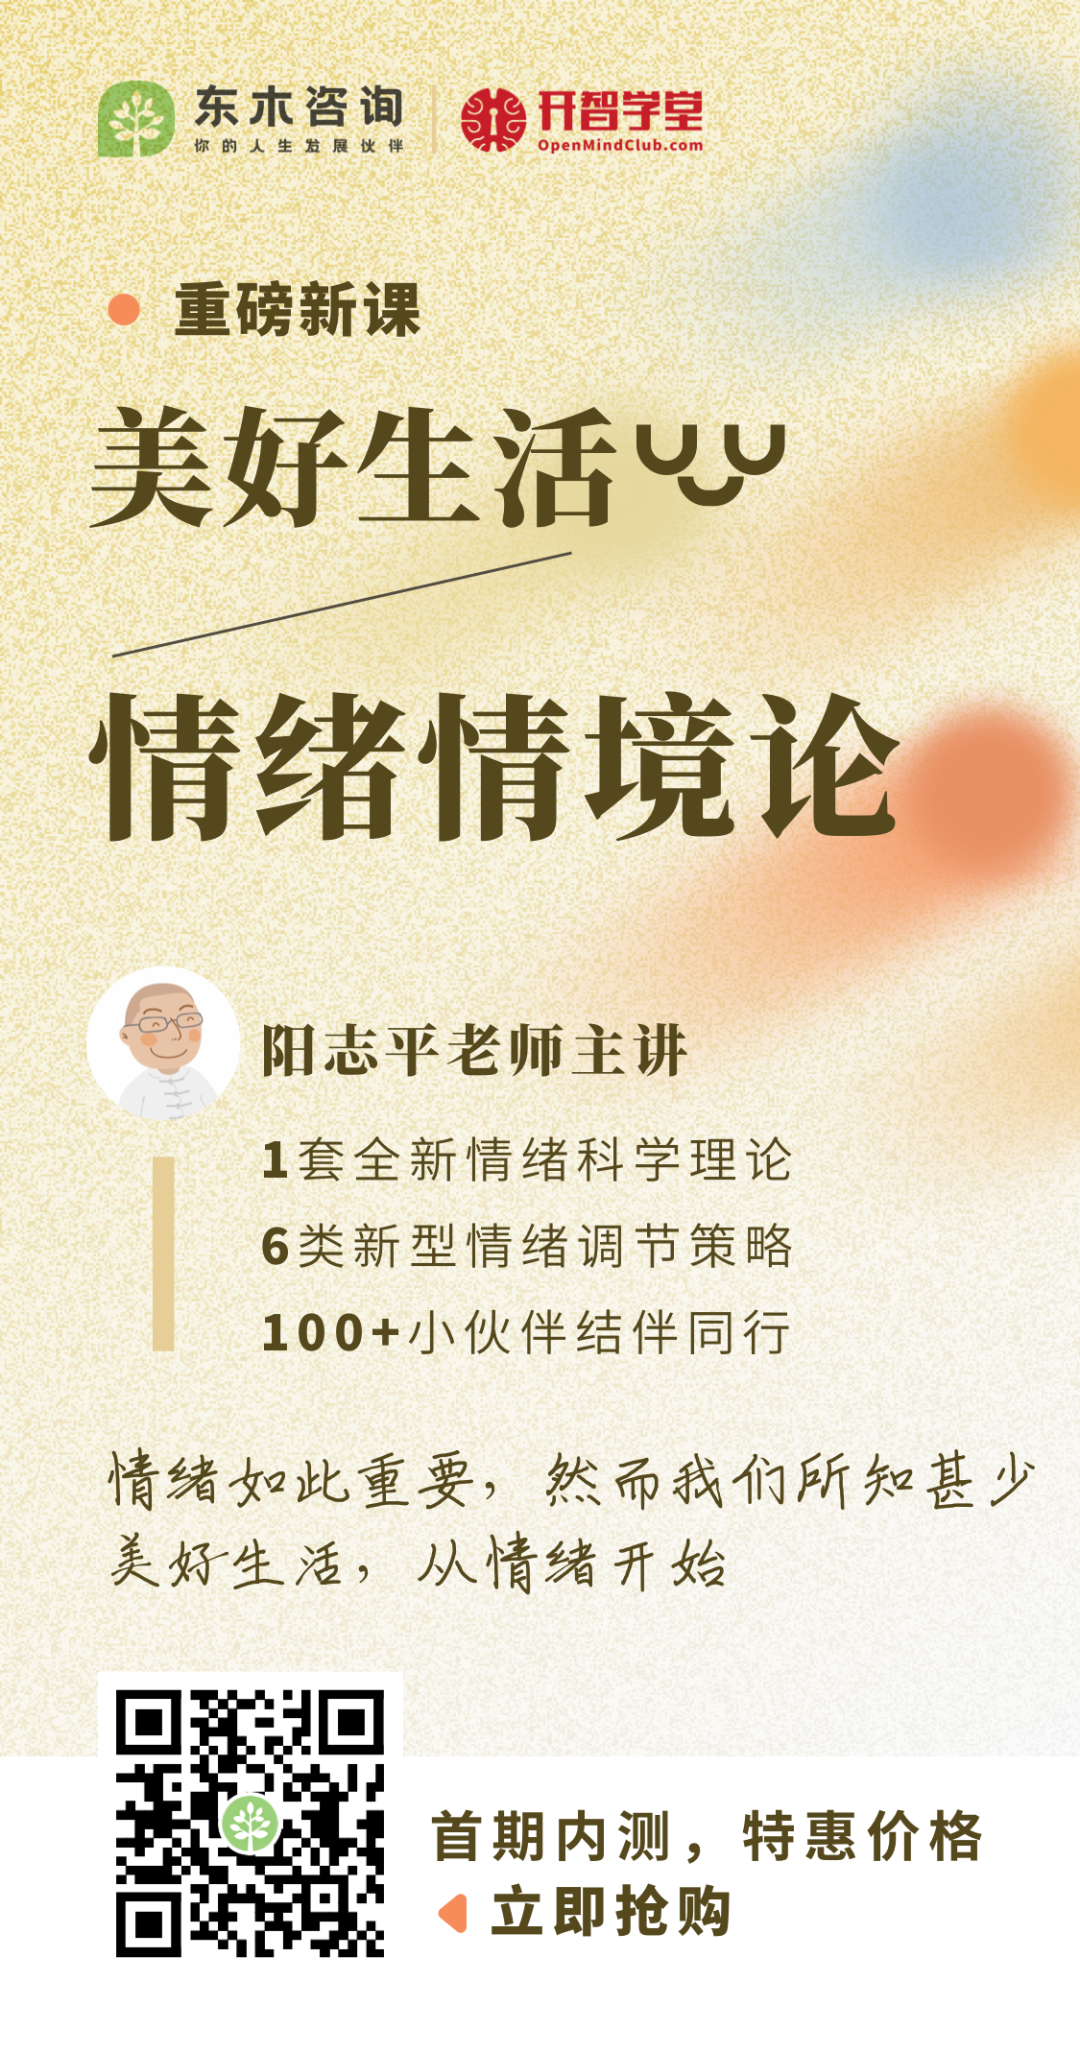 东木咨询
你的人生发展伙伴
开智学堂
OpenMindClub.com
重磅新课
美好生活
情绪情境论
阳志平老师主讲
1套全新情绪科学理论
6类新型情绪调节策略
100+小伙伴结伴同行
情绪如此重要，然而我们所知甚少
美好生活，从情绪开始
首期内测，特惠价格
立即抢购